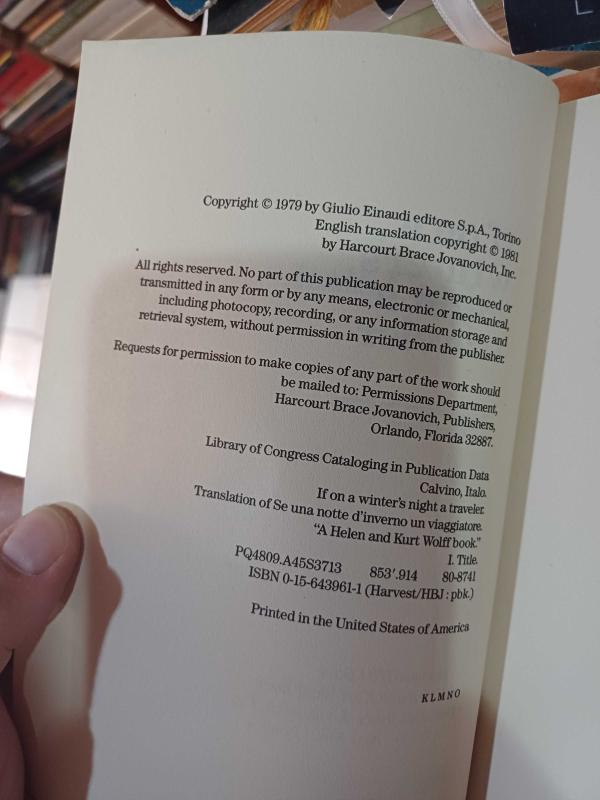 Copyright © 1979 by Giulio Einaudi editore S.p.A., Torino
English translation copyright © 1981
by Harcourt Brace Jovanovich, Inc.
All rights reserved. No part of this publication may be reproduced or
transmitted in any form or by any means, electronic or mechanical,
including photocopy, recording, or any information storage and
retrieval system, without permission in writing from the publisher.
Requests for permission to make copies of any part of the work should
be mailed to: Permissions Department,
Harcourt Brace Jovanovich, Publishers,
Orlando, Florida 32887.
Library of Congress Cataloging in Publication Data
Calvino, Italo.
If on a winter's night a traveler.
Translation of Se una notte d'inverno un viaggiatore.
"A Helen and Kurt Wolff book."
I. Title.
PQ4809.A45S3713 853'.914 80-8741
ISBN 0-15-643961-1 (Harvest/HBJ : pbk.)
Printed in the United States of America
KLMNO